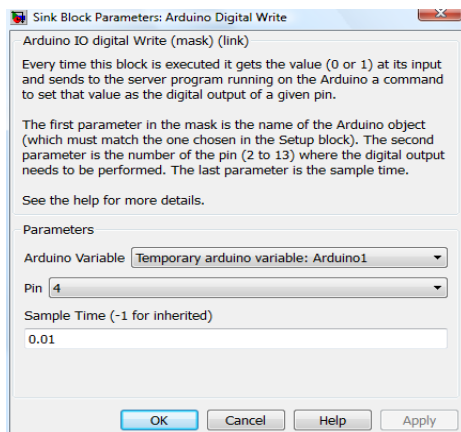 Sink Block Parameters: Arduino Digital Write
Arduino IO digital Write (mask) (link)
Every time this block is executed it gets the value (0 or 1) at its input
and sends to the server program running on the Arduino a command
to set that value as the digital output of a given pin.
The first parameter in the mask is the name of the Arduino object
(which must match the one chosen in the Setup block). The second
parameter is the number of the pin (2 to 13) where the digital output
needs to be performed. The last parameter is the sample time.
See the help for more details.
Parameters
Arduino Variable Temporary arduino variable: Arduino1
Pin 4
Sample Time (-1 for inherited)
0.01
OK Cancel Help Apply